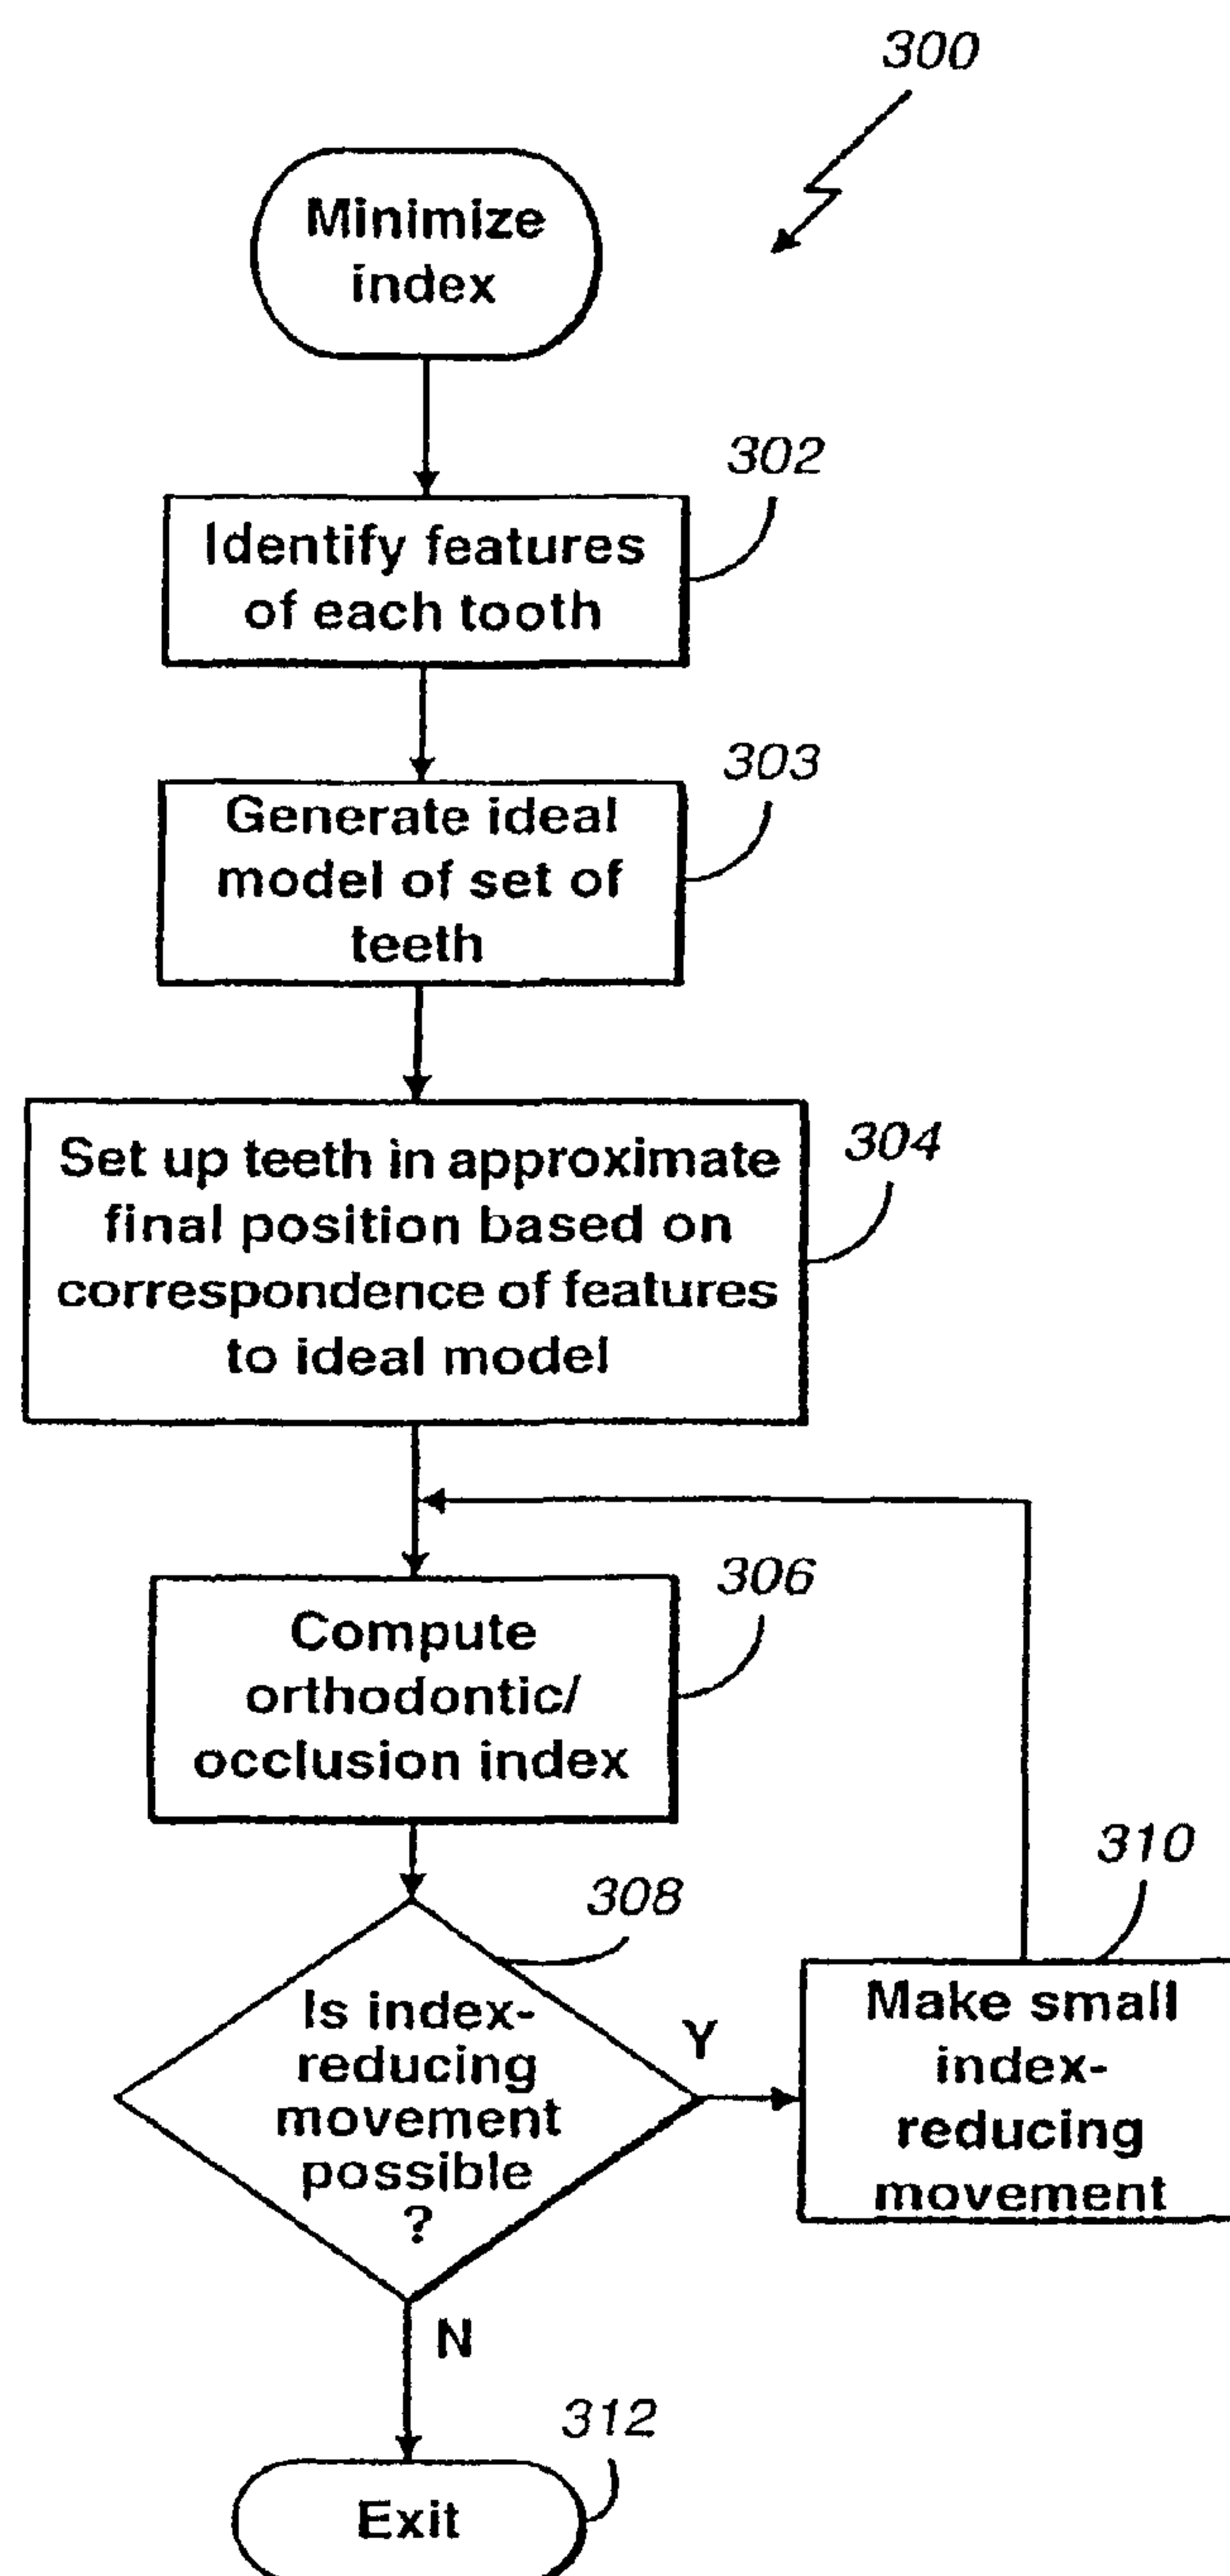 300
Minimize
index
302
Identify features
of each tooth
303
Generate ideal
model of set of
teeth
304
Set up teeth in approximate
final position based on
correspondence of features
to ideal model
306
Compute
orthodontic/
occlusion index
308
Is index-
reducing
movement
possible
?
Y
310
Make small
index-
reducing
movement
N
312
Exit